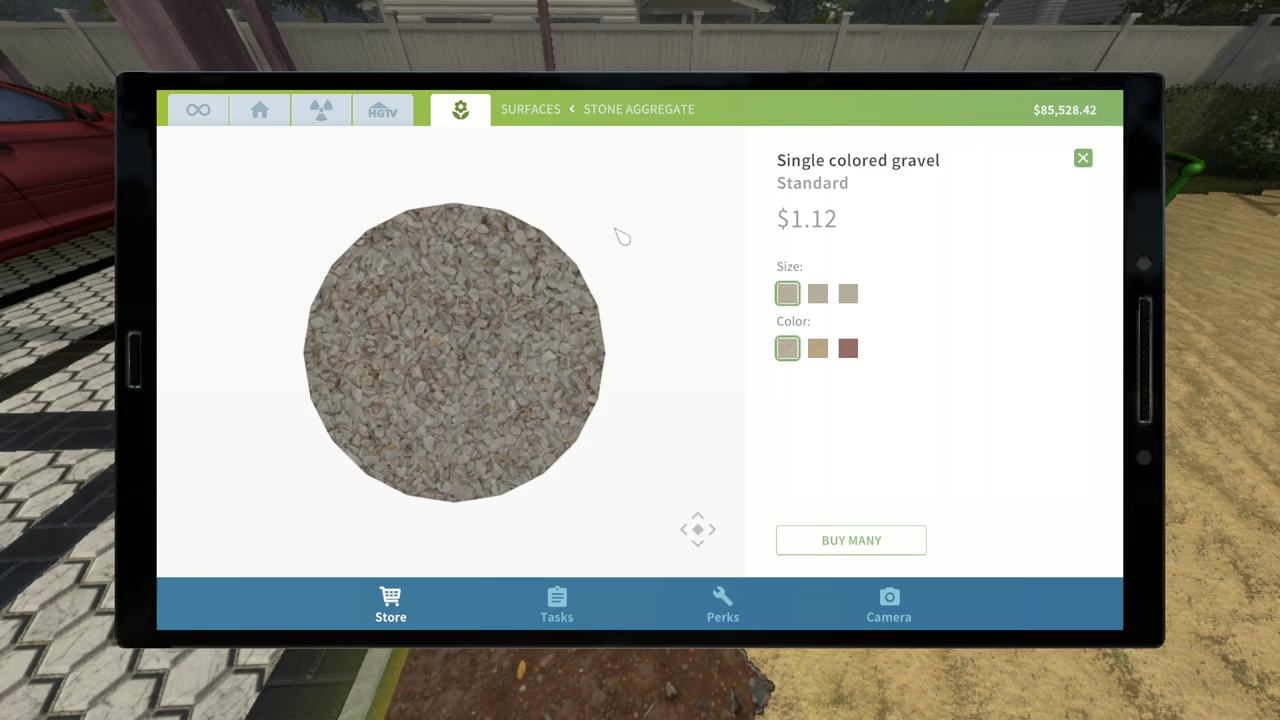 HGTV
SURFACES < STONE AGGREGATE
$85,528.42
Single colored gravel
Standard
$1.12
Size:
Color:
BUY MANY
Store
Tasks
Perks
Camera